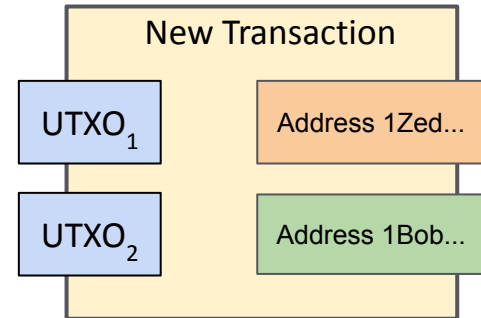 New Transaction
UTXO₁
Address 1Zed...
UTXO₂
Address 1Bob...